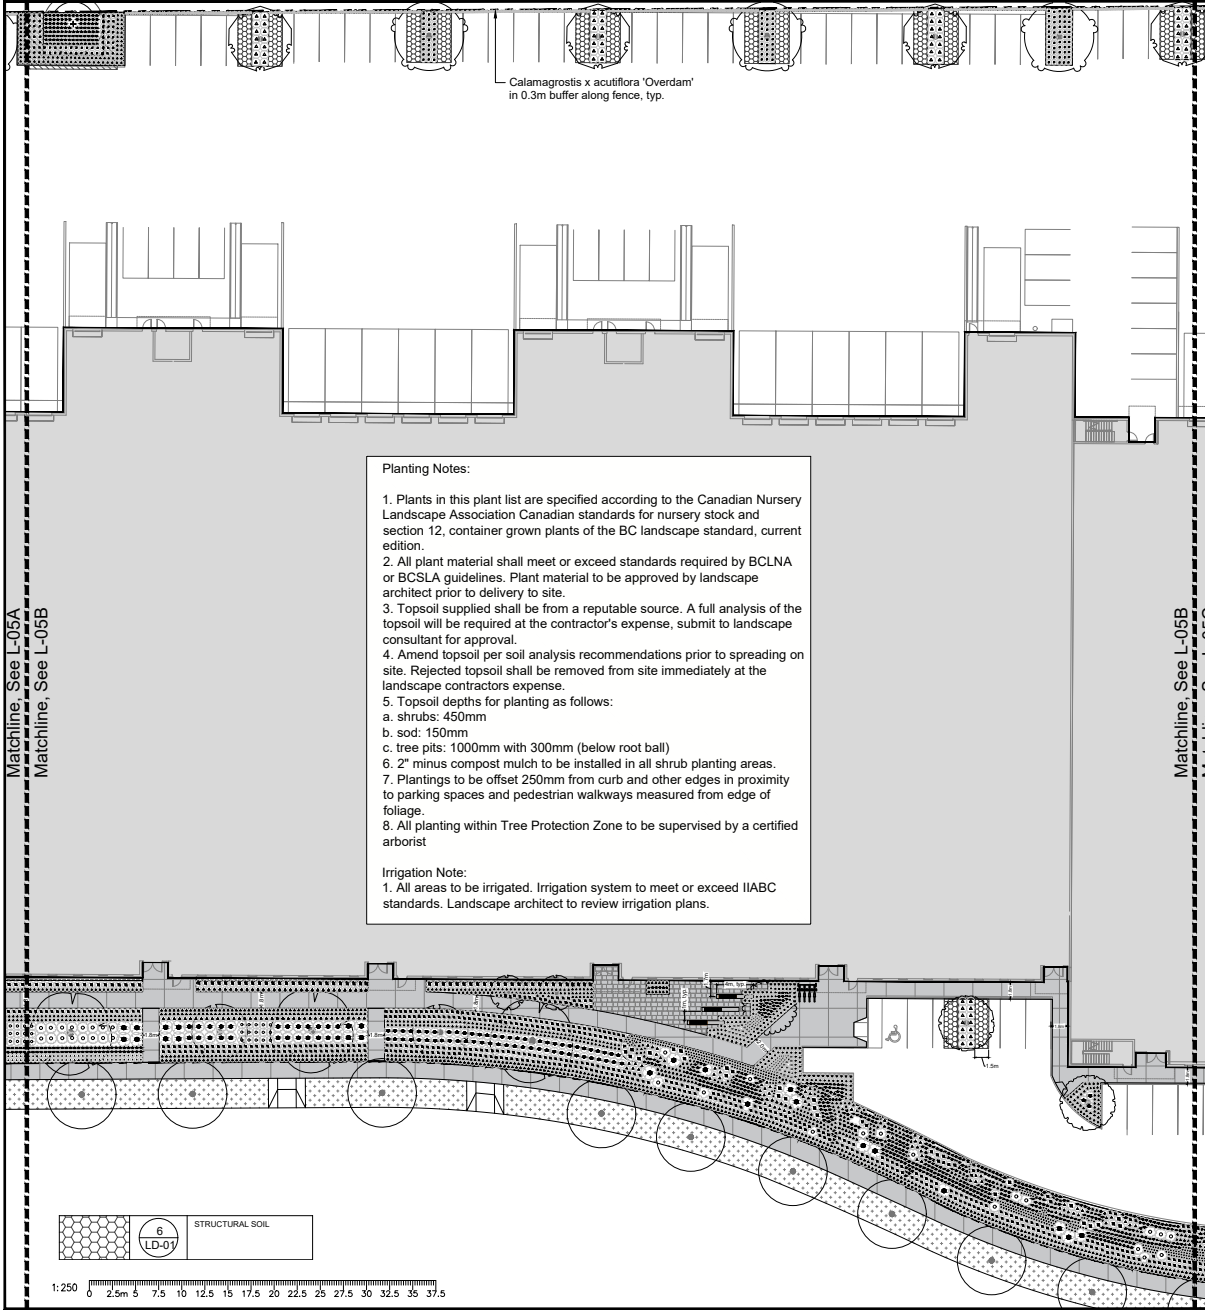 Calamagrostis x acutiflora 'Overdam'
in 0.3m buffer along fence, typ.
Planting Notes:
1. Plants in this plant list are specified according to the Canadian Nursery
Landscape Association Canadian standards for nursery stock and
section 12, container grown plants of the BC landscape standard, current
edition.
2. All plant material shall meet or exceed standards required by BCLNA
or BCSLA guidelines. Plant material to be approved by landscape
architect prior to delivery to site.
3. Topsoil supplied shall be from a reputable source. A full analysis of the
topsoil will be required at the contractor's expense, submit to landscape
consultant for approval.
4. Amend topsoil per soil analysis recommendations prior to spreading on
site. Rejected topsoil shall be removed from site immediately at the
landscape contractors expense.
5. Topsoil depths for planting as follows:
a. shrubs: 450mm
b. sod: 150mm
c. tree pits: 1000mm with 300mm (below root ball)
6. 2" minus compost mulch to be installed in all shrub planting areas.
7. Plantings to be offset 250mm from curb and other edges in proximity
to parking spaces and pedestrian walkways measured from edge of
foliage.
8. All planting within Tree Protection Zone to be supervised by a certified
arborist
Irrigation Note:
1. All areas to be irrigated. Irrigation system to meet or exceed IIABC
standards. Landscape architect to review irrigation plans.
Matchline, See L-05A
Matchline, See L-05B
Matchline, See L-05B
1.5m
6
LD-01
STRUCTURAL SOIL
1:250
0 2.5m 5 7.5 10 12.5 15 17.5 20 22.5 25 27.5 30 32.5 35 37.5